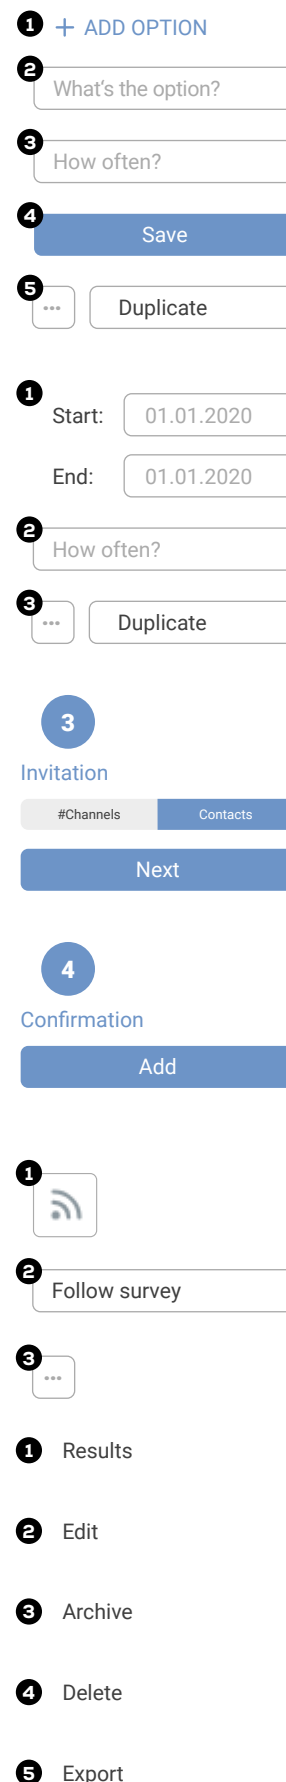 1 + ADD OPTION
2
What's the option?
3
How often?
4
Save
5
... Duplicate
1
Start: 01.01.2020
End: 01.01.2020
2
How often?
3
... Duplicate
3
Invitation
#Channels Contacts
Next
4
Confirmation
Add
1
2
Follow survey
3
...
1 Results
2 Edit
3 Archive
4 Delete
5 Export